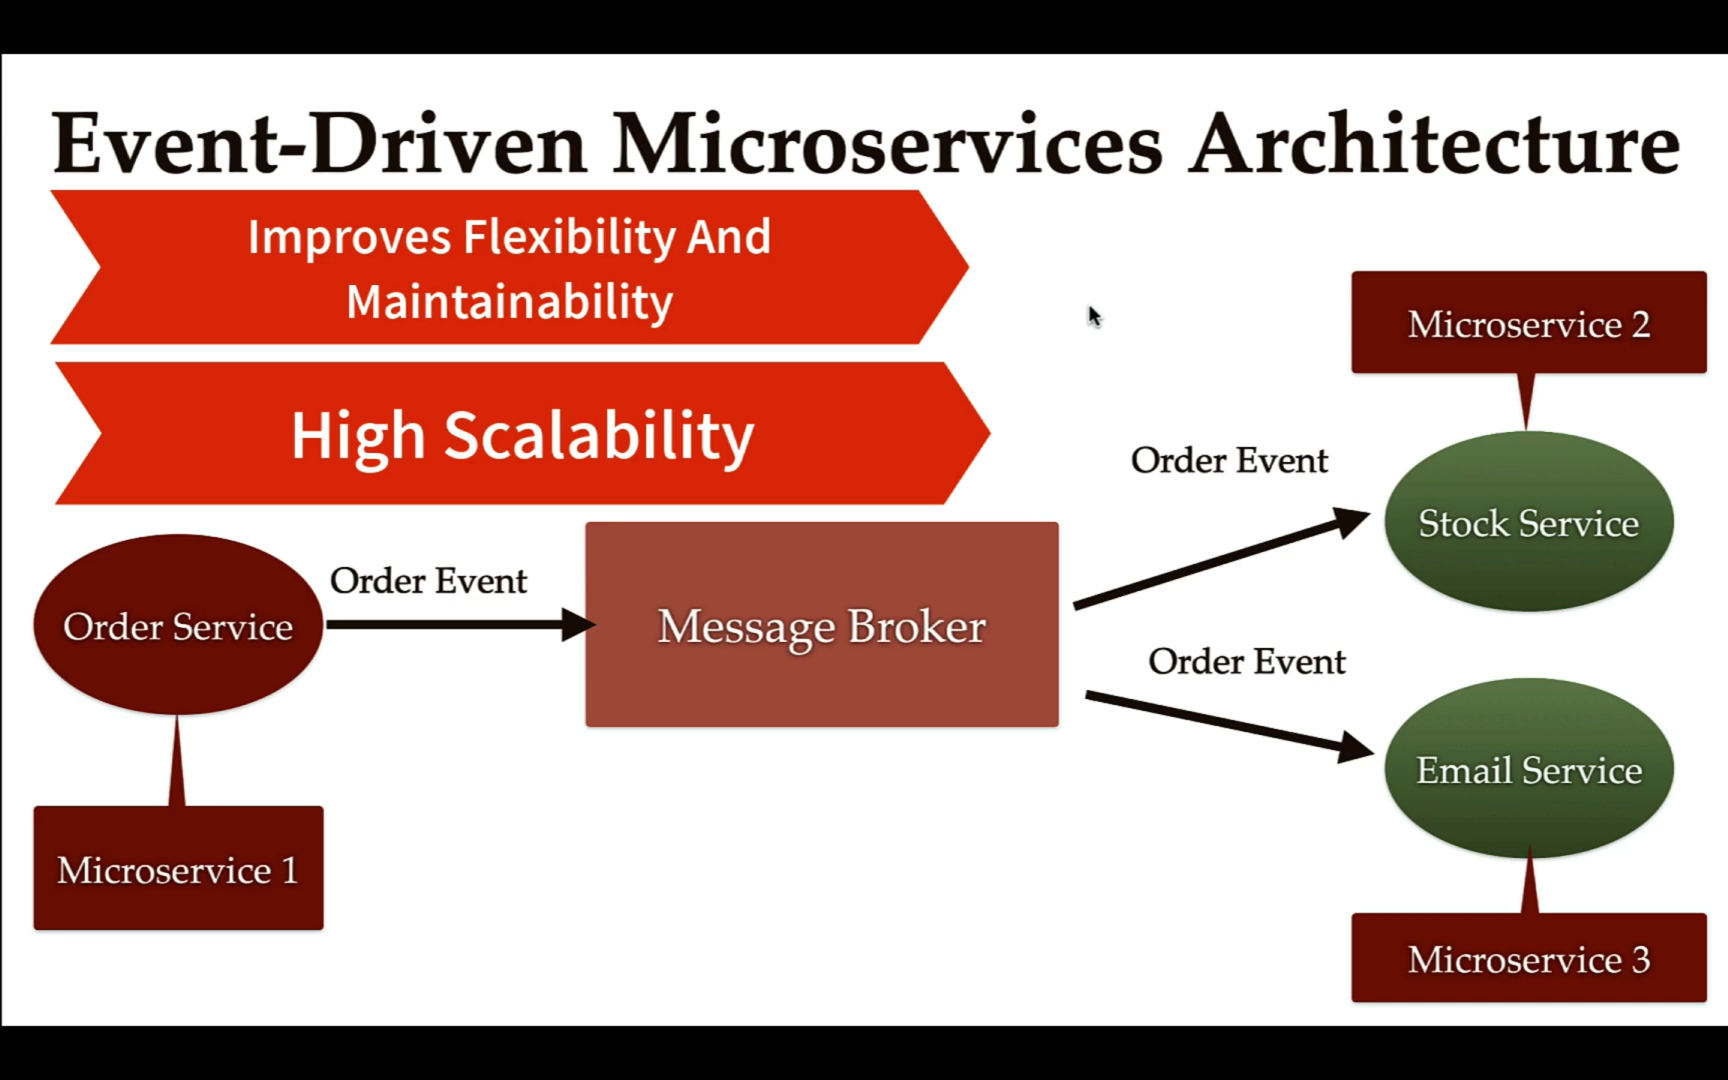 Event-Driven Microservices Architecture
Improves Flexibility And
Maintainability
High Scalability
Microservice 2
Order Event
Stock Service
Order Service
Order Event
Message Broker
Order Event
Email Service
Microservice 1
Microservice 3